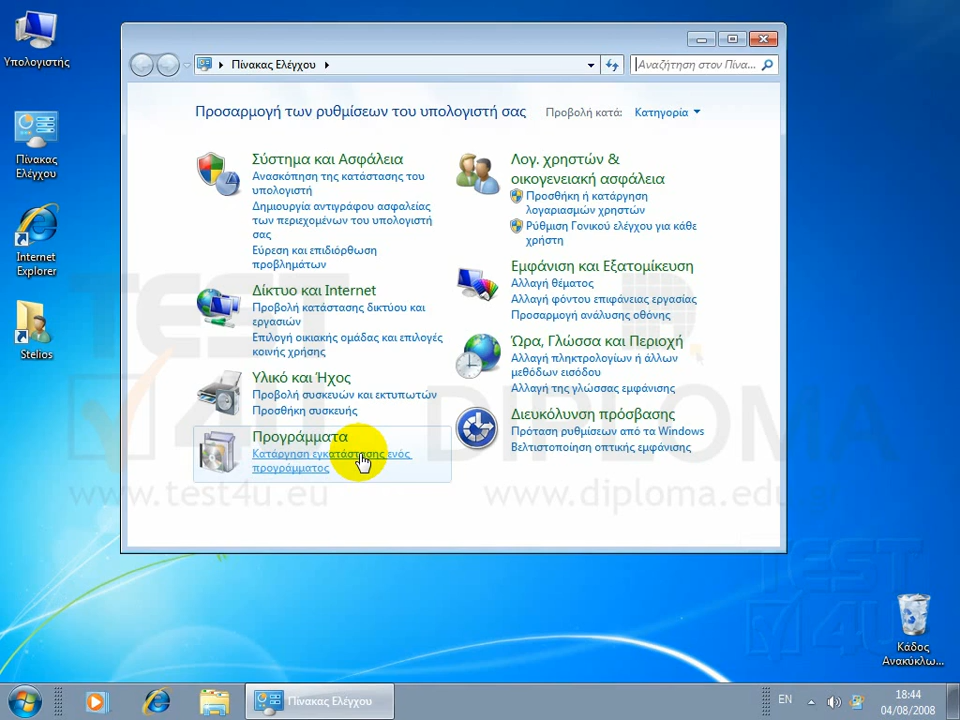 Υπολογιστής
Πίνακας
Ελέγχου
Internet
Explorer
Stelios
Πίνακας Ελέγχου
Αναζήτηση στον Πίνα...
Προσαρμογή των ρυθμίσεων του υπολογιστή σας
Προβολή κατά: Κατηγορία
Σύστημα και Ασφάλεια
Ανασκόπηση της κατάστασης του
υπολογιστή
Δημιουργία αντιγράφου ασφαλείας
των περιεχομένων του υπολογιστή
σας
Εύρεση και επιδιόρθωση
προβλημάτων
Δίκτυο και Internet
Προβολή κατάστασης δικτύου και
εργασιών
Επιλογή οικιακής ομάδας και επιλογές
κοινής χρήσης
Υλικό και Ήχος
Προβολή συσκευών και εκτυπωτών
Προσθήκη συσκευής
Προγράμματα
Κατάργηση εγκατάστασης ενός
προγράμματος
Λογ. χρηστών &
οικογενειακή ασφάλεια
Προσθήκη ή κατάργηση
λογαριασμών χρηστών
Ρύθμιση Γονικού ελέγχου για κάθε
χρήστη
Εμφάνιση και Εξατομίκευση
Αλλαγή θέματος
Αλλαγή φόντου επιφάνειας εργασίας
Προσαρμογή ανάλυσης οθόνης
Ώρα, Γλώσσα και Περιοχή
Αλλαγή πληκτρολογίων ή άλλων
μεθόδων εισόδου
Αλλαγή της γλώσσας εμφάνισης
Διευκόλυνση πρόσβασης
Πρόταση ρυθμίσεων από τα Windows
Βελτιστοποίηση οπτικής εμφάνισης
TEST
4U
DIPLOMA
www.test4u.eu
www.diploma.edu.gr
TEST
4U
Κάδος
Ανακύκλω...
Πίνακας Ελέγχου
EN
18:44
04/08/2008